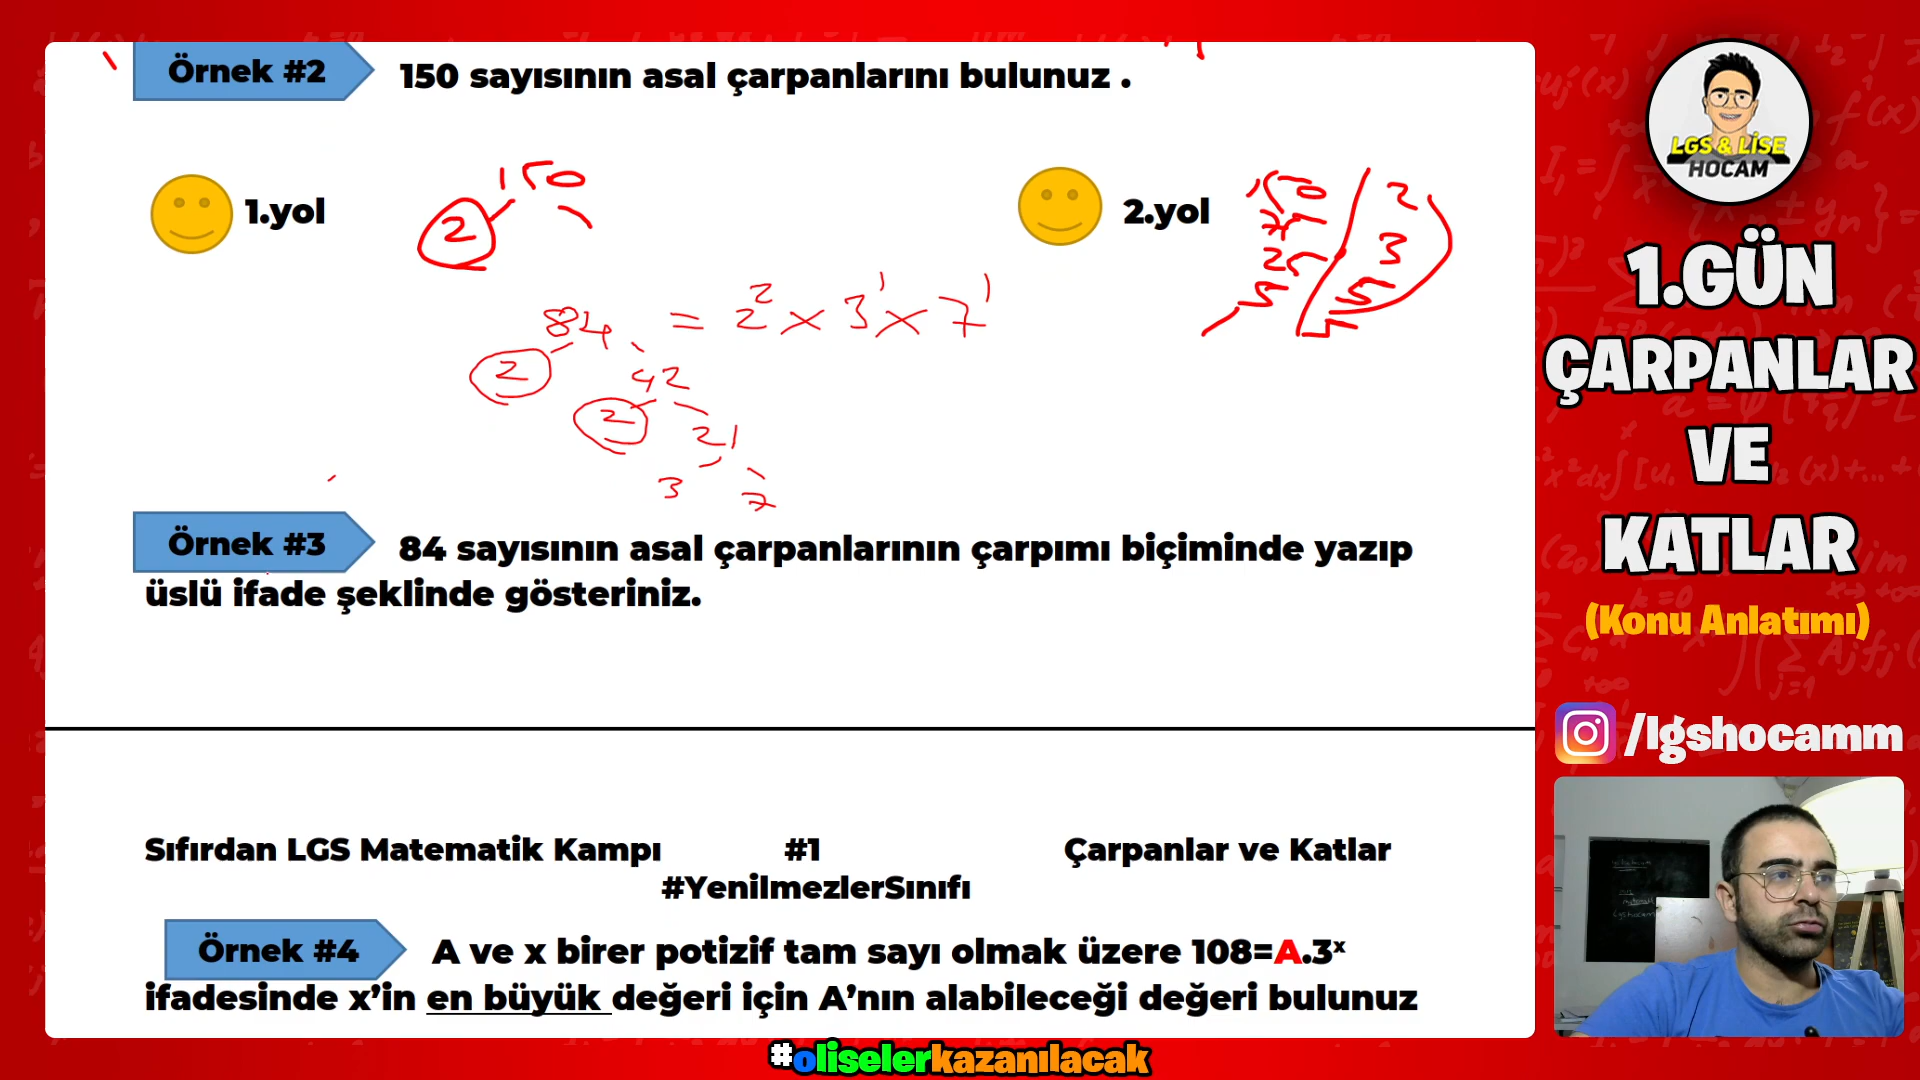 Örnek #2
150 sayısının asal çarpanlarını bulunuz .
1.yol
150
2
2.yol
150 2
75 3
25 5
5 5
84 = 2² x 3¹ x 7¹
2 42
2 21
3 7
Örnek #3
84 sayısının asal çarpanlarının çarpımı biçiminde yazıp
üslü ifade şeklinde gösteriniz.
Sıfırdan LGS Matematik Kampı #1 Çarpanlar ve Katlar
#YenilmezlerSınıfı
Örnek #4
A ve x birer potizif tam sayı olmak üzere 108=A.3ˣ
ifadesinde x’in en büyük değeri için A’nın alabileceği değeri bulunuz
LGS & LİSE
HOCAM
1.GÜN
ÇARPANLAR
VE
KATLAR
(Konu Anlatımı)
/lgshocamm
#oliselerkazanılacak